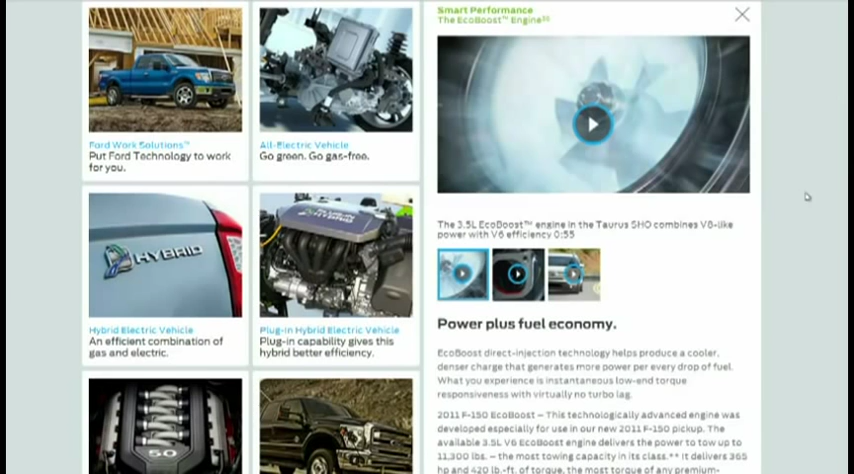 Ford Work Solutions™
Put Ford Technology to work
for you.
All-Electric Vehicle
Go green. Go gas-free.
HYBRID
Hybrid Electric Vehicle
An efficient combination of
gas and electric.
Plug-in Hybrid Electric Vehicle
Plug-in capability gives this
hybrid better efficiency.
5.0
Smart Performance
The EcoBoost™ Engine
The 3.5L EcoBoost™ engine in the Taurus SHO combines V8-like
power with V6 efficiency 0:55
Power plus fuel economy.
EcoBoost direct-injection technology helps produce a cooler,
denser charge that generates more power per every drop of fuel.
What you experience is instantaneous low-end torque
responsiveness with virtually no turbo lag.
2011 F-150 EcoBoost – This technologically advanced engine was
developed especially for use in our new 2011 F-150 pickup. The
available 3.5L V6 EcoBoost engine delivers the power to tow up to
11,300 lbs. – the most towing capacity in its class.** It delivers 365
hp and 420 lb.-ft. of torque, the most torque of any premium-